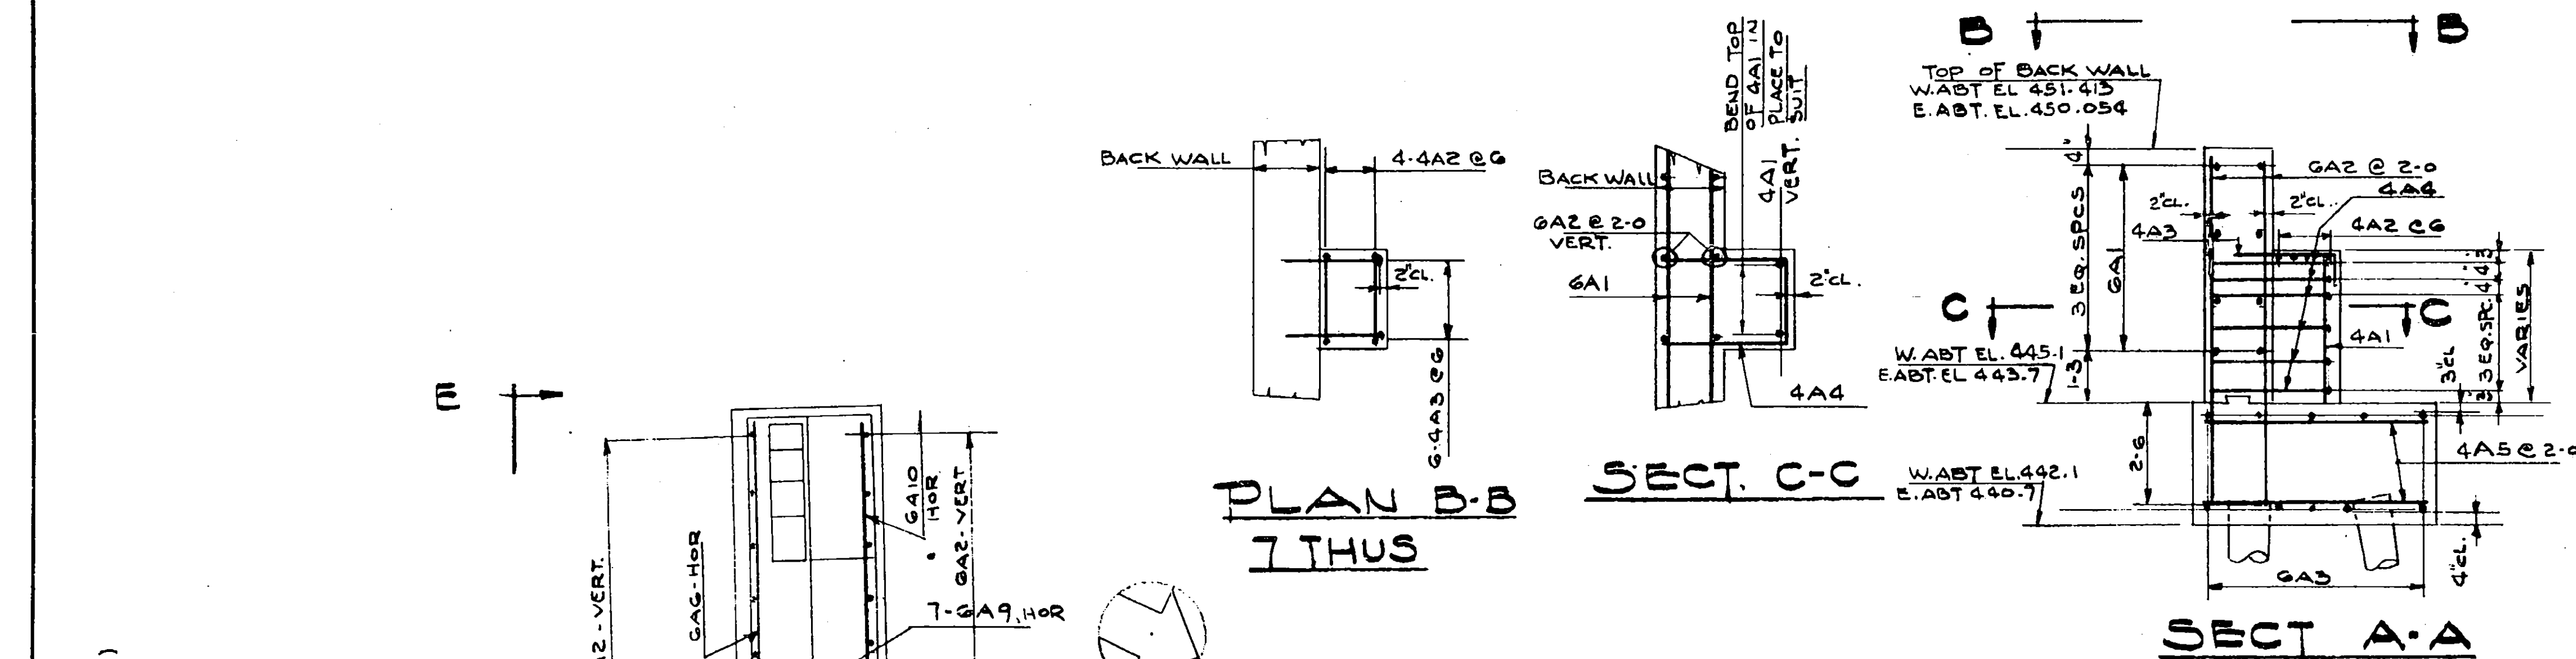 E
6A10
HOR
6A2-VERT
6A6-HOR
7-6A9, HOR
BACK WALL
4-4A2 @ 6
2"CL.
6-4A3 @ 6
PLAN B-B
7 THUS
BEND TOP
OF 4A1 IN
PLACE TO
SUIT
4A1
VERT.
BACK WALL
6A2 @ 2-0
VERT.
6A1
2"CL.
4A4
SECT. C-C
B
B
TOP OF BACK WALL
W.ABT EL 451.413
E.ABT. EL. 450.054
4"
3 EQ. SPCS
6A1
1-3
6A2 @ 2-0
4A4
2"CL.
2"CL.
4A2 @ 6
4A3
C
C
4A1
3
4"
4"
3 EQ. SPC.
3"
VARIES
3"CL
W. ABT EL. 445.1
E.ABT. EL 443.7
2-6
4A5 @ 2-0
W.ABT EL.442.1
E.ABT 440.7
4"CL.
6A3
SECT A-A